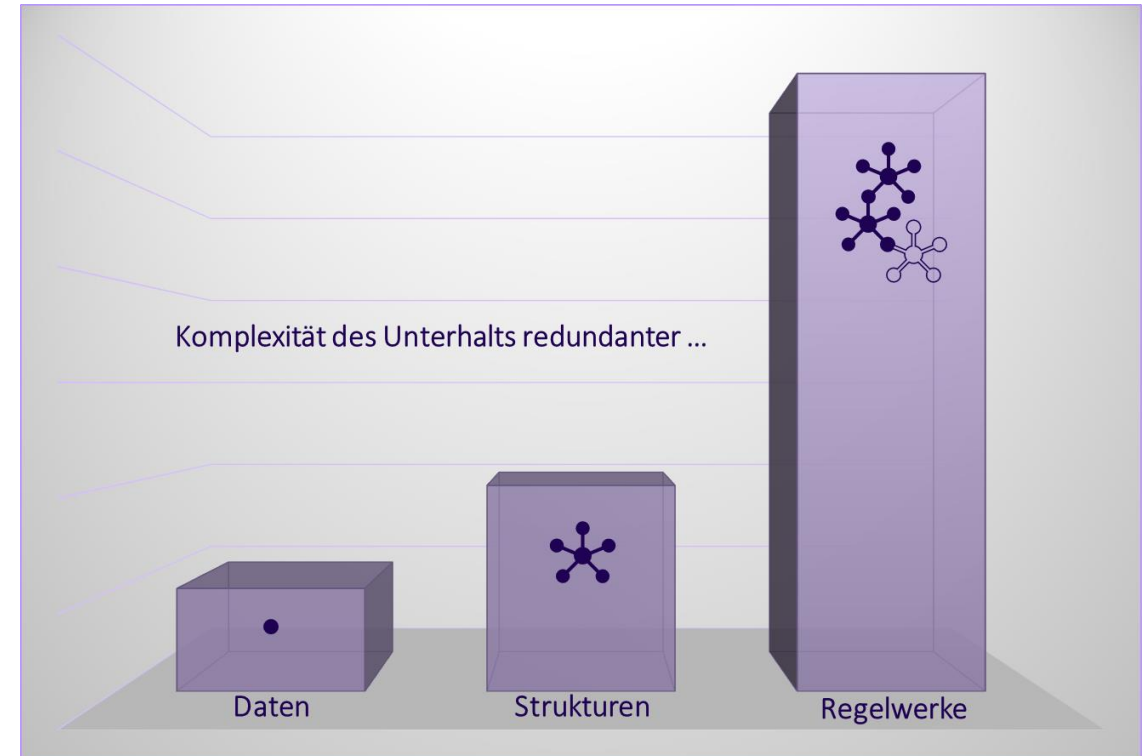 Komplexität des Unterhalts redundanter ...
Daten
Strukturen
Regelwerke